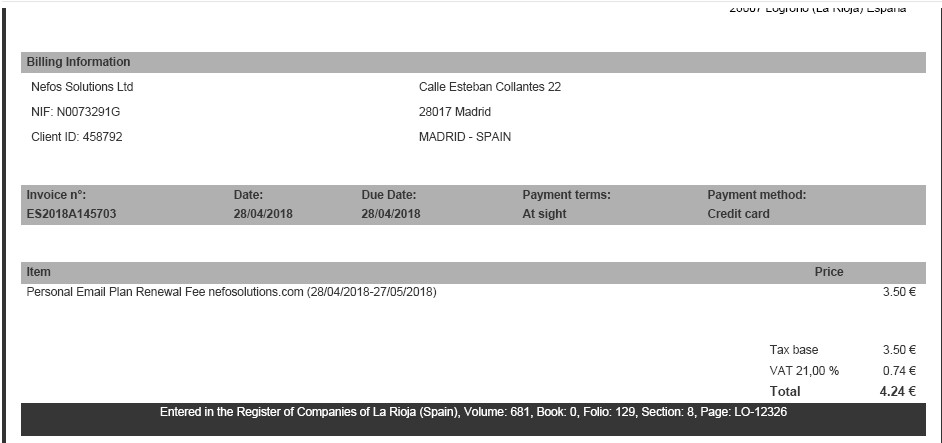 26007 Logroño (La Rioja) España
Billing Information
Nefos Solutions Ltd Calle Esteban Collantes 22
NIF: N0073291G 28017 Madrid
Client ID: 458792 MADRID - SPAIN
Invoice nº: Date: Due Date: Payment terms: Payment method:
ES2018A145703 28/04/2018 28/04/2018 At sight Credit card
Item Price
Personal Email Plan Renewal Fee nefosolutions.com (28/04/2018-27/05/2018) 3.50 €
Tax base 3.50 €
VAT 21,00 % 0.74 €
Total 4.24 €
Entered in the Register of Companies of La Rioja (Spain), Volume: 681, Book: 0, Folio: 129, Section: 8, Page: LO-12326